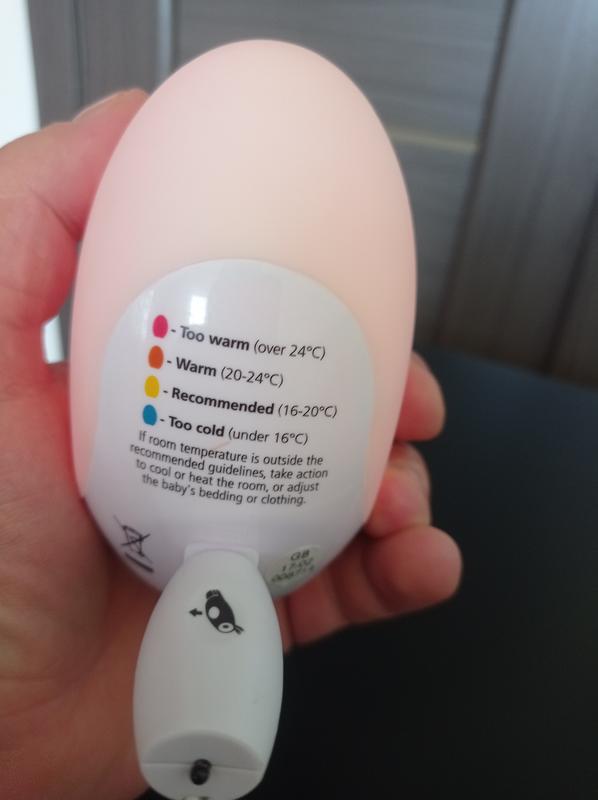 - Too warm (over 24°C)
- Warm (20-24°C)
- Recommended (16-20°C)
- Too cold (under 16°C)
If room temperature is outside the
recommended guidelines, take action
to cool or heat the room, or adjust
the baby's bedding or clothing.
GB